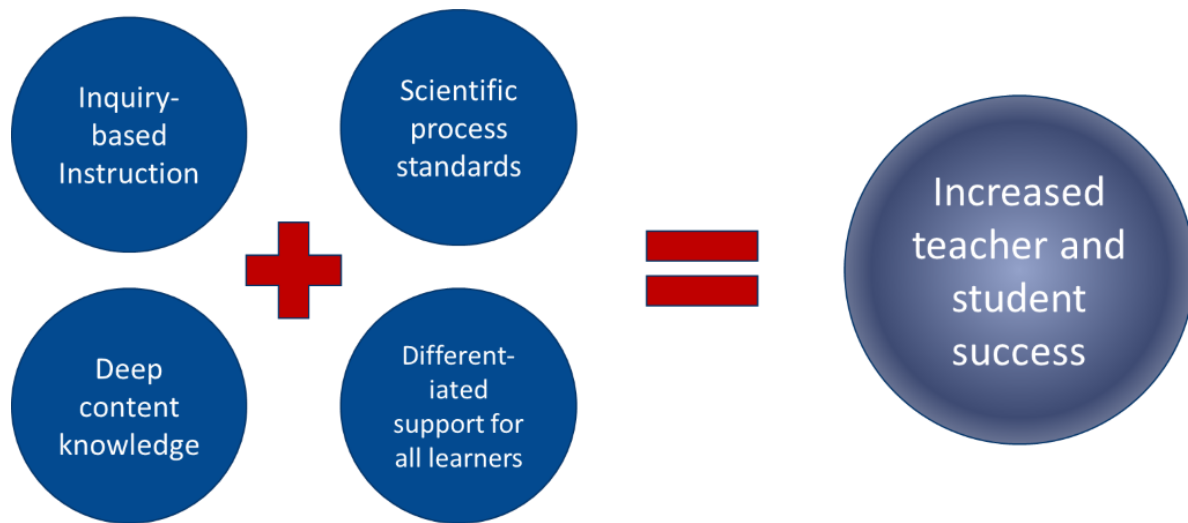 Inquiry-
based
Instruction
Scientific
process
standards
Deep
content
knowledge
Different-
iated
support for
all learners
Increased
teacher and
student
success